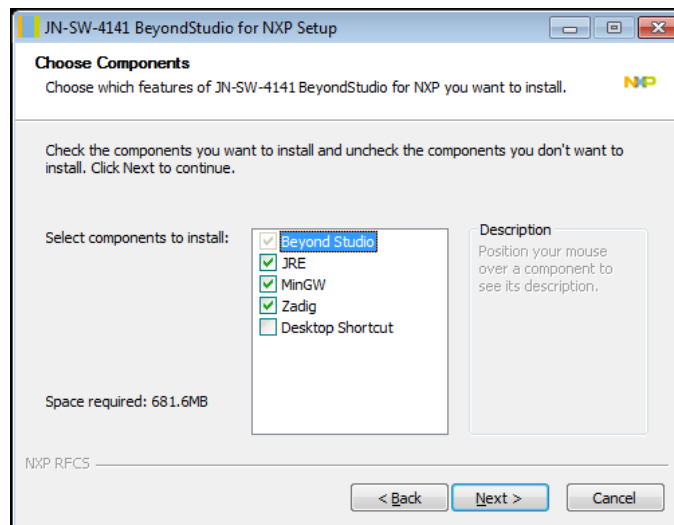 JN-SW-4141 BeyondStudio for NXP Setup
Choose Components
Choose which features of JN-SW-4141 BeyondStudio for NXP you want to install.
NXP
Check the components you want to install and uncheck the components you don't want to
install. Click Next to continue.
Select components to install:
Beyond Studio
JRE
MinGW
Zadig
Desktop Shortcut
Description
Position your mouse
over a component to
see its description.
Space required: 681.6MB
NXP RFCS
< Back
Next >
Cancel